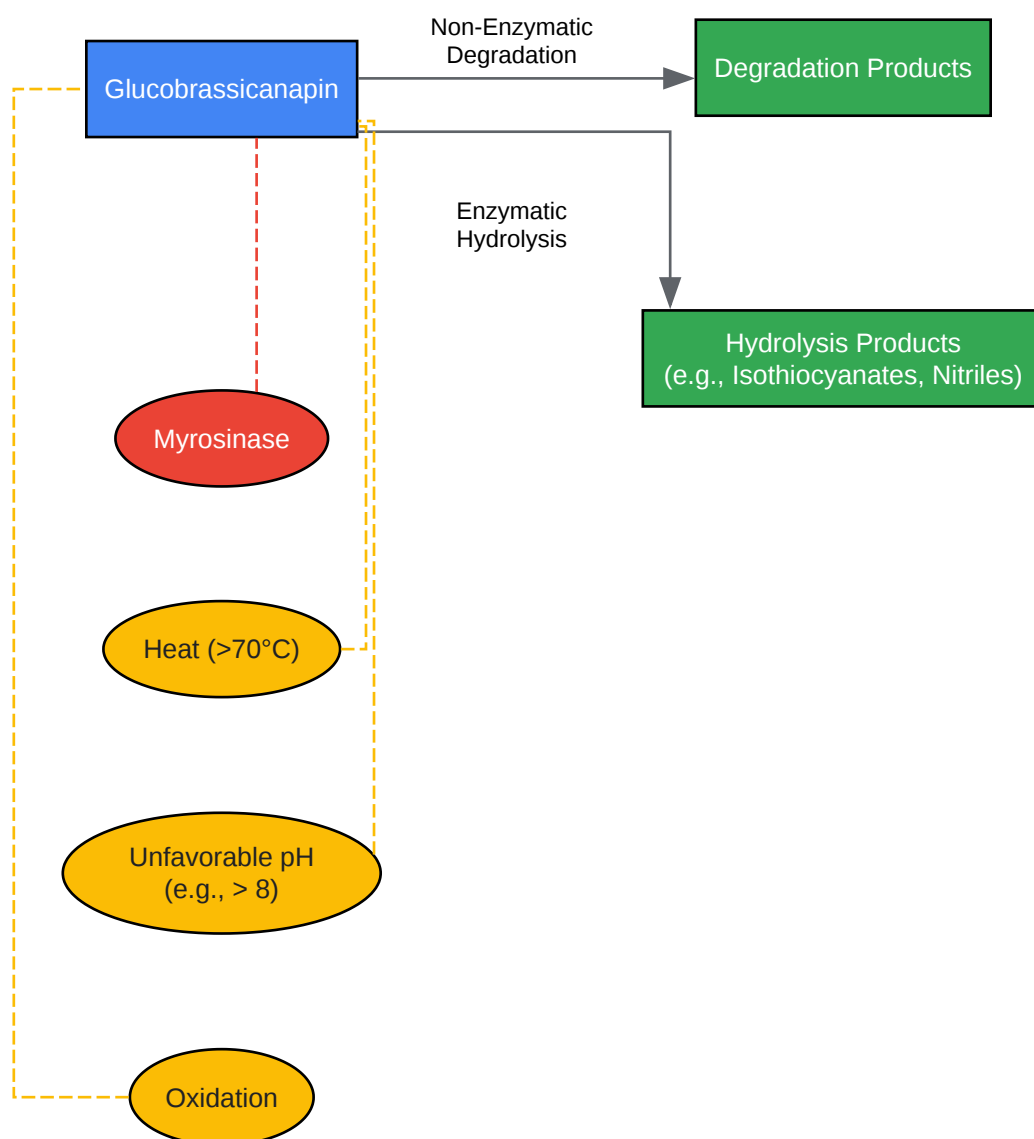 Non-Enzymatic
Degradation
Glucobrassicanapin
Degradation Products
Enzymatic
Hydrolysis
Hydrolysis Products
(e.g., Isothiocyanates, Nitriles)
Myrosinase
Heat (>70°C)
Unfavorable pH
(e.g., > 8)
Oxidation